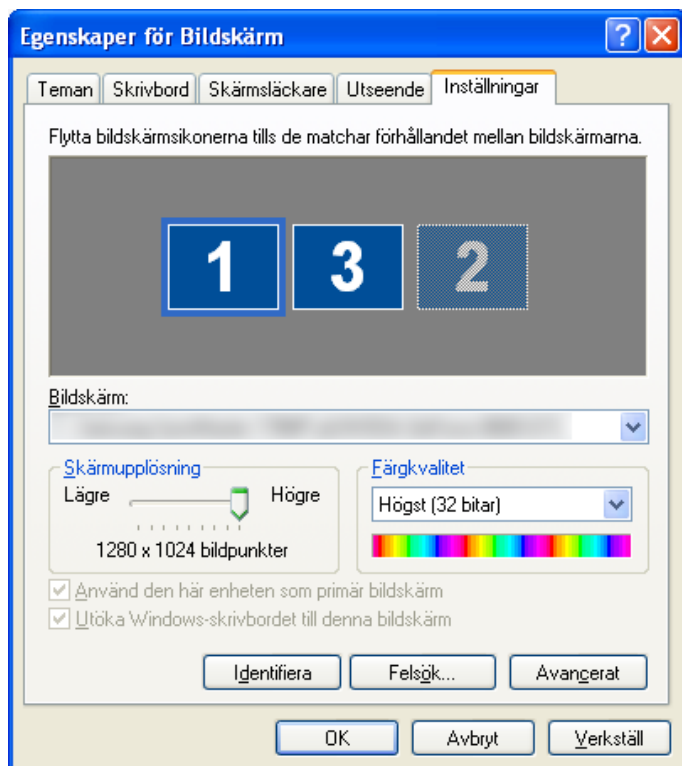 Egenskaper för Bildskärm
Teman Skrivbord Skärmsläckare Utseende Inställningar
Flytta bildskärmsikonerna tills de matchar förhållandet mellan bildskärmarna.
1 3 2
Bildskärm:
Skärmupplösning
Lägre Högre
1280 x 1024 bildpunkter
Färgkvalitet
Högst (32 bitar)
Använd den här enheten som primär bildskärm
Utöka Windows-skrivbordet till denna bildskärm
Identifiera Felsök... Avancerat
OK Avbryt Verkställ